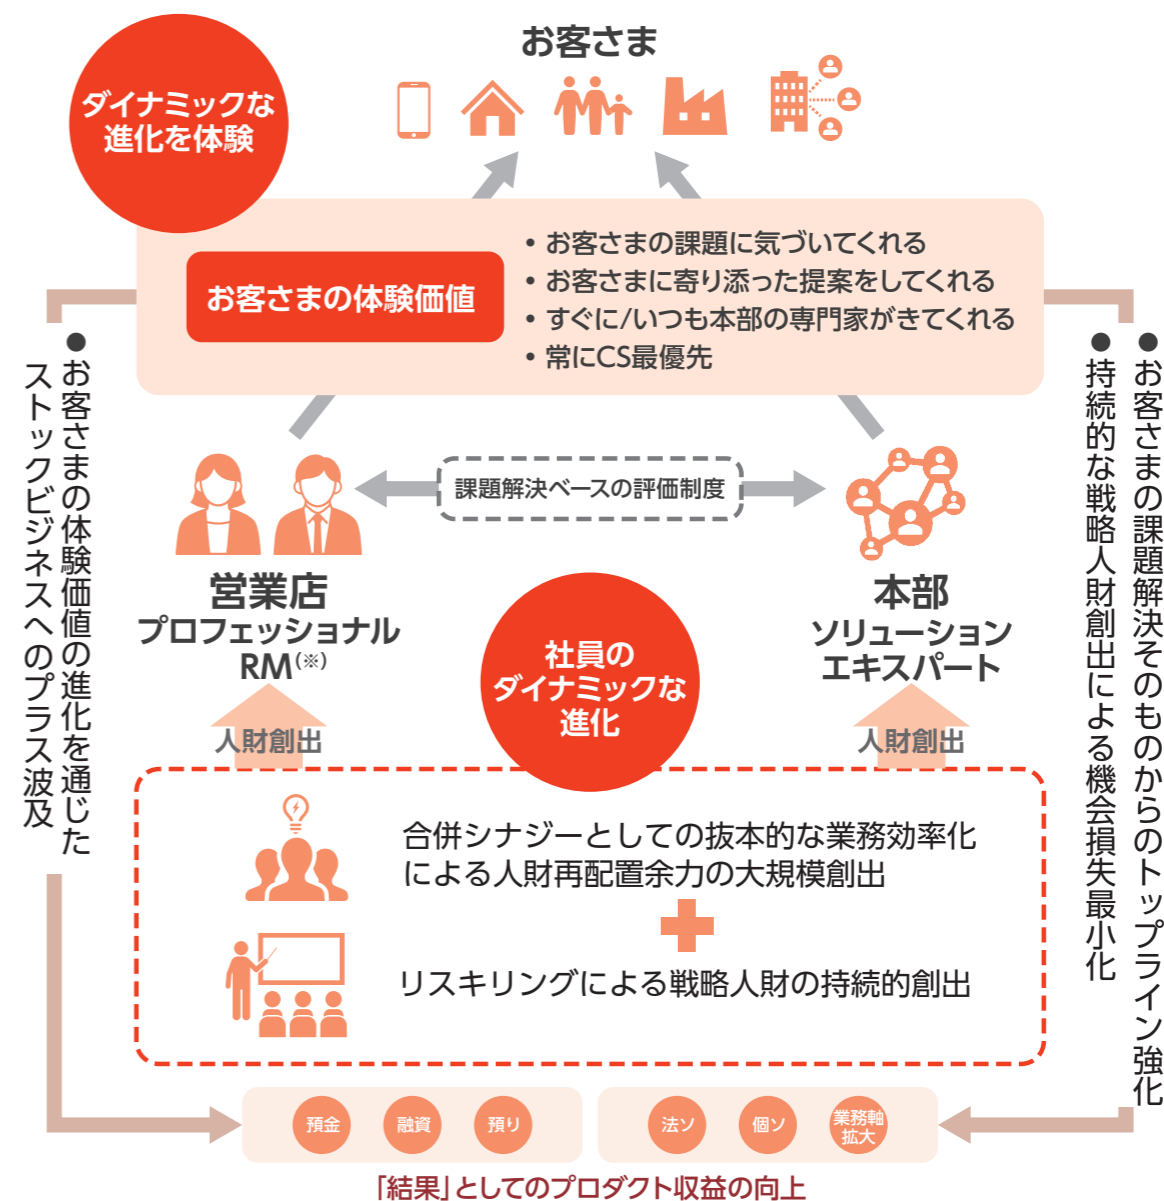 お客さま
ダイナミックな
進化を体験
お客さまの体験価値
• お客さまの課題に気づいてくれる
• お客さまに寄り添った提案をしてくれる
• すぐに/いつも本部の専門家がきてくれる
• 常にCS最優先
● お客さまの体験価値の進化を通じた
ストックビジネスへのプラス波及
● お客さまの課題解決そのものからのトップライン強化
● 持続的な戦略人財創出による機会損失最小化
課題解決ベースの評価制度
営業店
プロフェッショナル
RM(※)
本部
ソリューション
エキスパート
社員の
ダイナミックな
進化
人財創出
人財創出
合併シナジーとしての抜本的な業務効率化
による人財再配置余力の大規模創出
リスキリングによる戦略人財の持続的創出
預金
融資
預り
法ソ
個ソ
業務軸
拡大
「結果」としてのプロダクト収益の向上